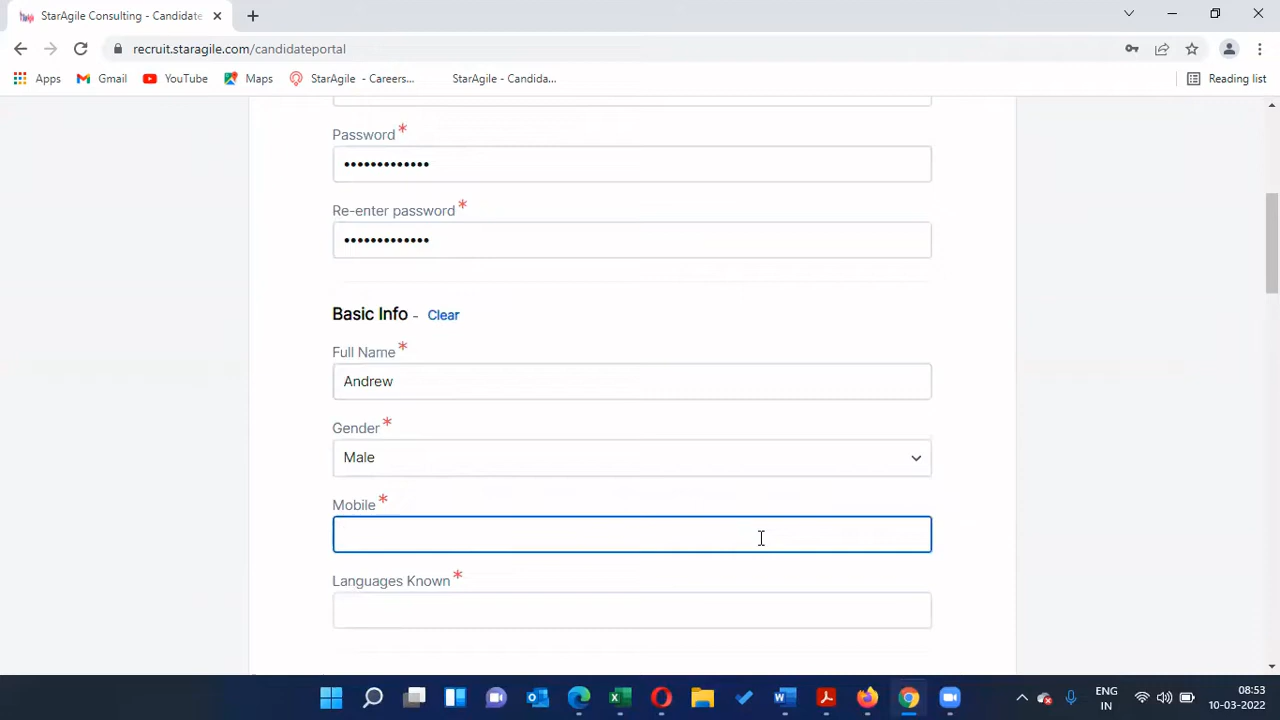 StarAgile Consulting - Candidate
recruit.staragile.com/candidateportal
Apps Gmail YouTube Maps StarAgile - Careers... StarAgile - Candida... Reading list
Password *
•••••••••••••
Re-enter password *
•••••••••••••
Basic Info - Clear
Full Name *
Andrew
Gender *
Male
Mobile *
Languages Known *
ENG
IN
08:53
10-03-2022